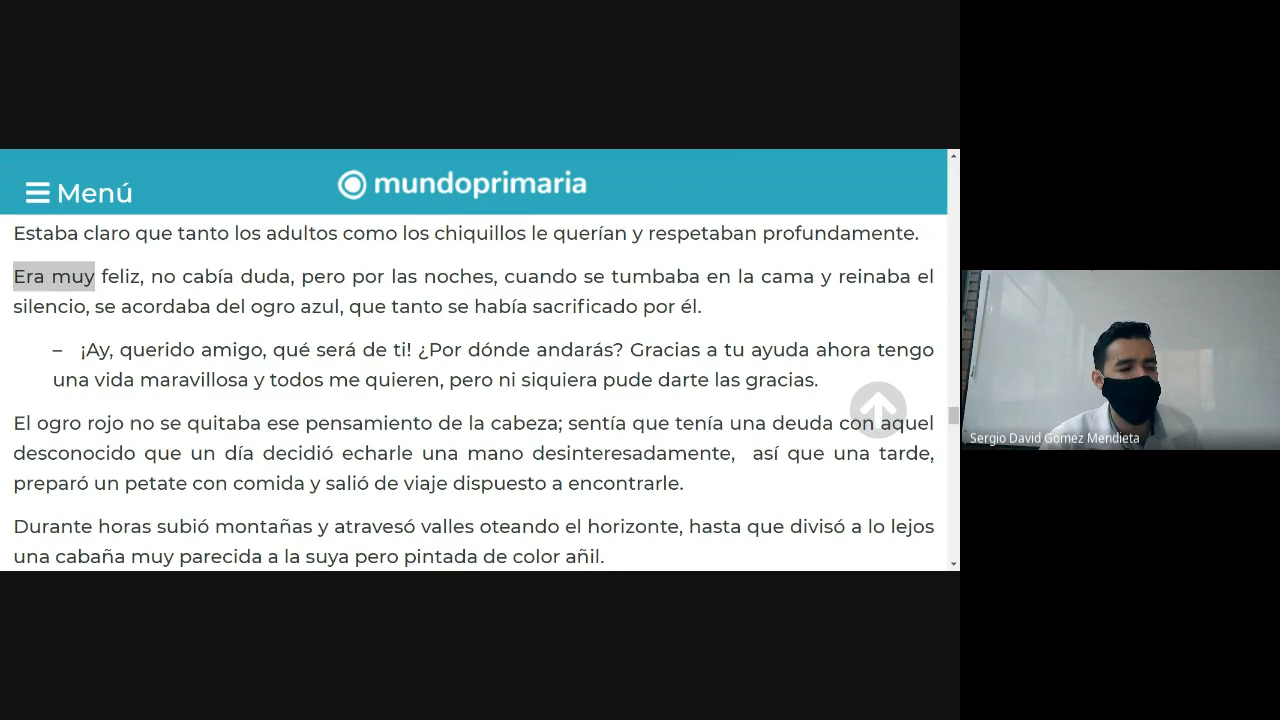 Menú
mundoprimaria
Estaba claro que tanto los adultos como los chiquillos le querían y respetaban profundamente.
Era muy feliz, no cabía duda, pero por las noches, cuando se tumbaba en la cama y reinaba el
silencio, se acordaba del ogro azul, que tanto se había sacrificado por él.
– ¡Ay, querido amigo, qué será de ti! ¿Por dónde andarás? Gracias a tu ayuda ahora tengo
una vida maravillosa y todos me quieren, pero ni siquiera pude darte las gracias.
El ogro rojo no se quitaba ese pensamiento de la cabeza; sentía que tenía una deuda con aquel
desconocido que un día decidió echarle una mano desinteresadamente, así que una tarde,
preparó un petate con comida y salió de viaje dispuesto a encontrarle.
Durante horas subió montañas y atravesó valles oteando el horizonte, hasta que divisó a lo lejos
una cabaña muy parecida a la suya pero pintada de color añil.
Sergio David Gomez Mendieta